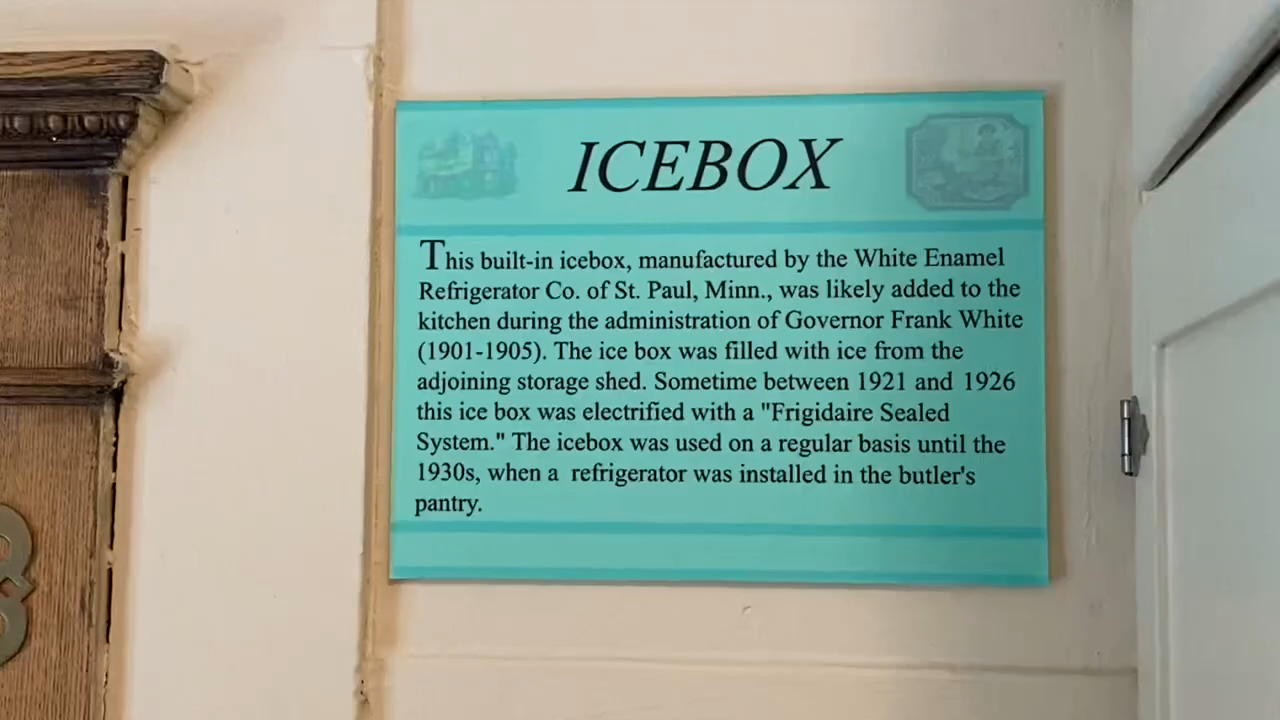 ICEBOX
This built-in icebox, manufactured by the White Enamel
Refrigerator Co. of St. Paul, Minn., was likely added to the
kitchen during the administration of Governor Frank White
(1901-1905). The ice box was filled with ice from the
adjoining storage shed. Sometime between 1921 and 1926
this ice box was electrified with a "Frigidaire Sealed
System." The icebox was used on a regular basis until the
1930s, when a  refrigerator was installed in the butler's
pantry.